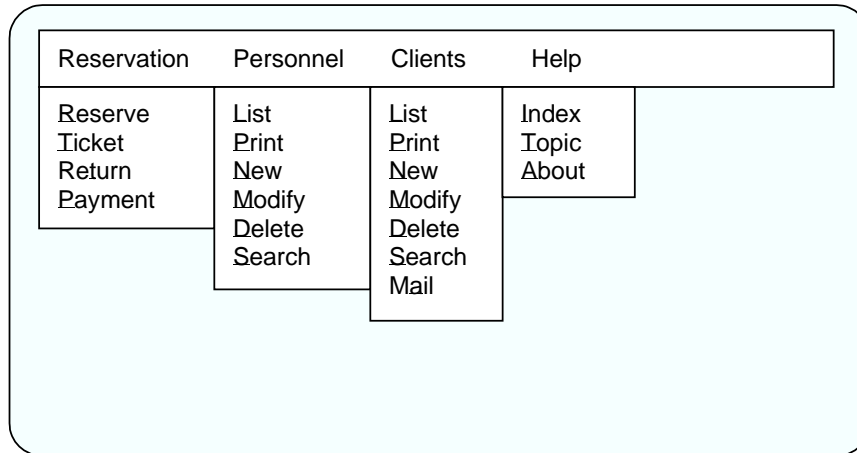 Reservation Personnel Clients Help
Reserve
Ticket
Return
Payment
List
Print
New
Modify
Delete
Search
List
Print
New
Modify
Delete
Search
Mail
Index
Topic
About